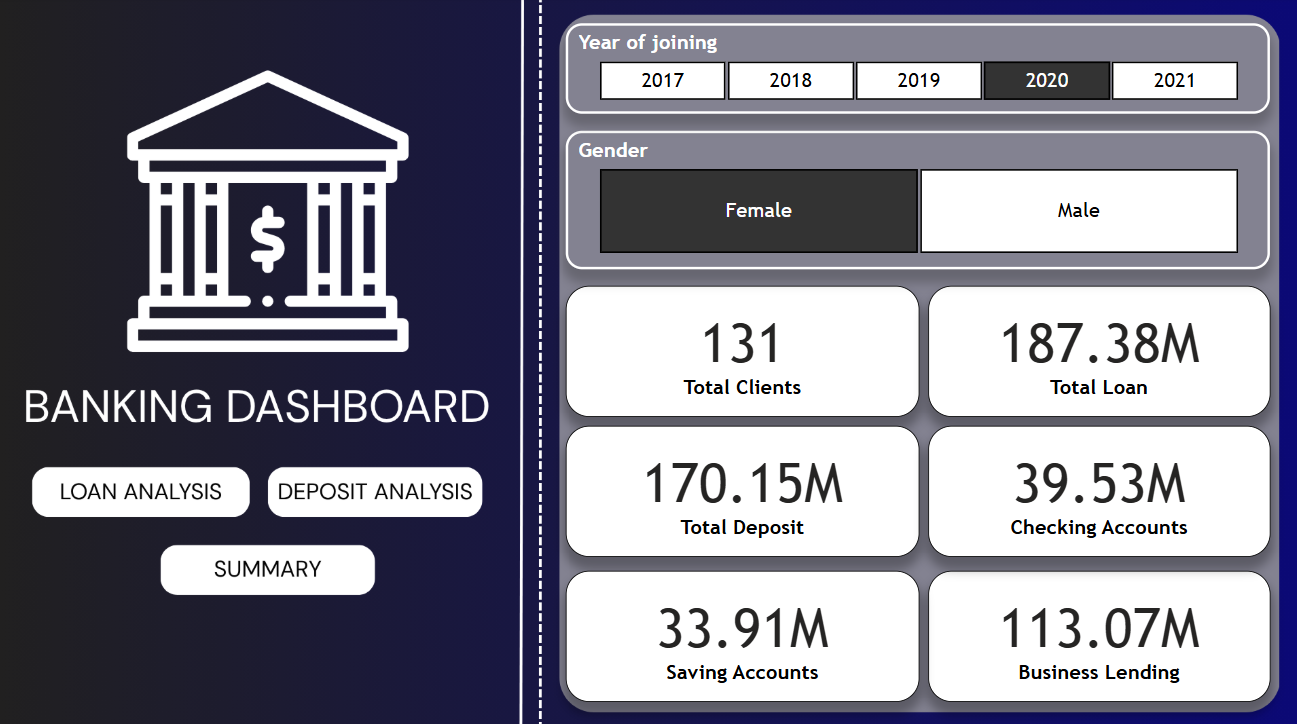 $
BANKING DASHBOARD
LOAN ANALYSIS
DEPOSIT ANALYSIS
SUMMARY
Year of joining
2017
2018
2019
2020
2021
Gender
Female
Male
131
Total Clients
187.38M
Total Loan
170.15M
Total Deposit
39.53M
Checking Accounts
33.91M
Saving Accounts
113.07M
Business Lending